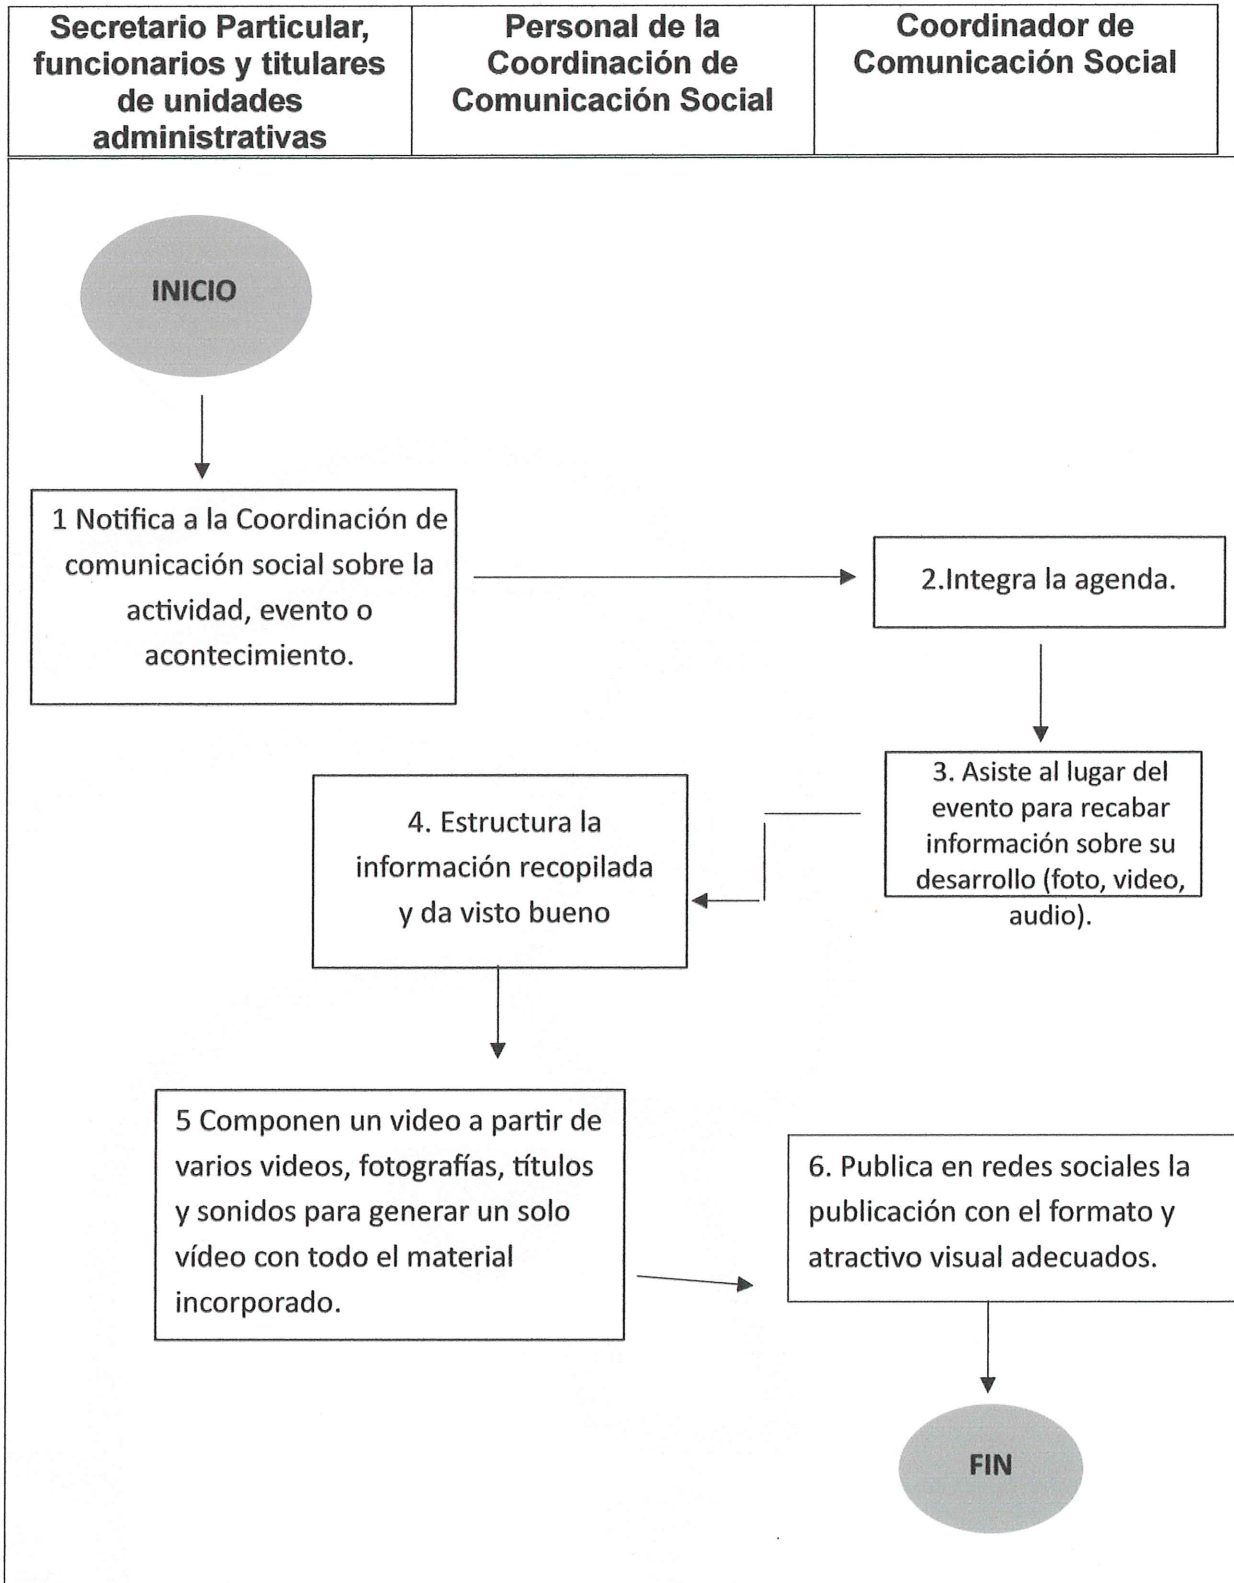 Secretario Particular,
funcionarios y titulares
de unidades
administrativas
Personal de la
Coordinación de
Comunicación Social
Coordinador de
Comunicación Social
INICIO
1 Notifica a la Coordinación de
comunicación social sobre la
actividad, evento o
acontecimiento.
2.Integra la agenda.
3. Asiste al lugar del
evento para recabar
información sobre su
desarrollo (foto, video,
audio).
4. Estructura la
información recopilada
y da visto bueno
5 Componen un video a partir de
varios videos, fotografías, títulos
y sonidos para generar un solo
vídeo con todo el material
incorporado.
6. Publica en redes sociales la
publicación con el formato y
atractivo visual adecuados.
FIN